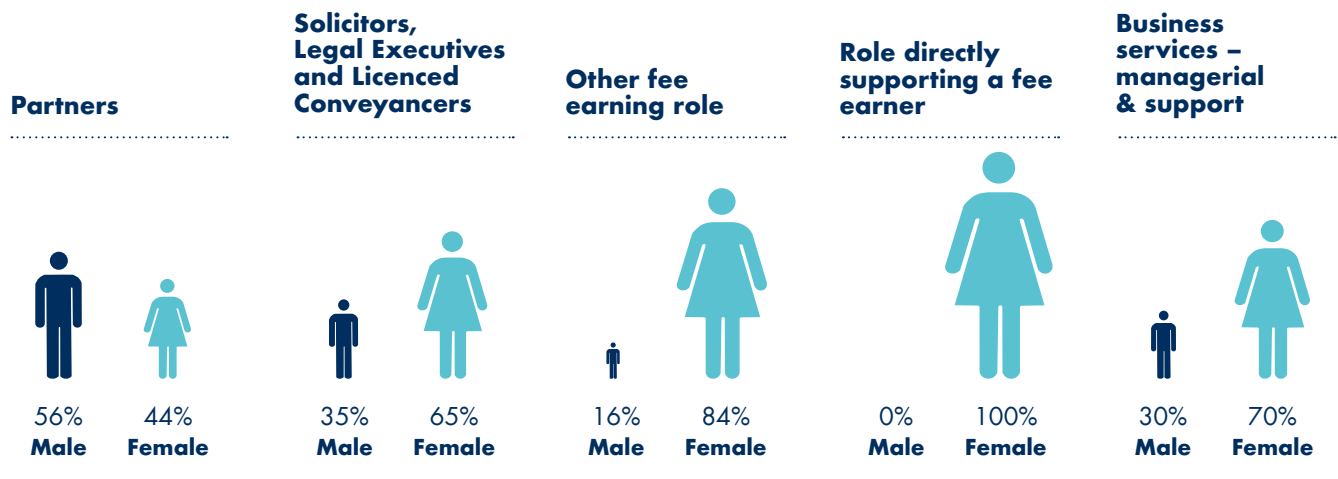 Partners
56%
Male
44%
Female
Solicitors,
Legal Executives
and Licenced
Conveyancers
35%
Male
65%
Female
Other fee
earning role
16%
Male
84%
Female
Role directly
supporting a fee
earner
0%
Male
100%
Female
Business
services –
managerial
& support
30%
Male
70%
Female